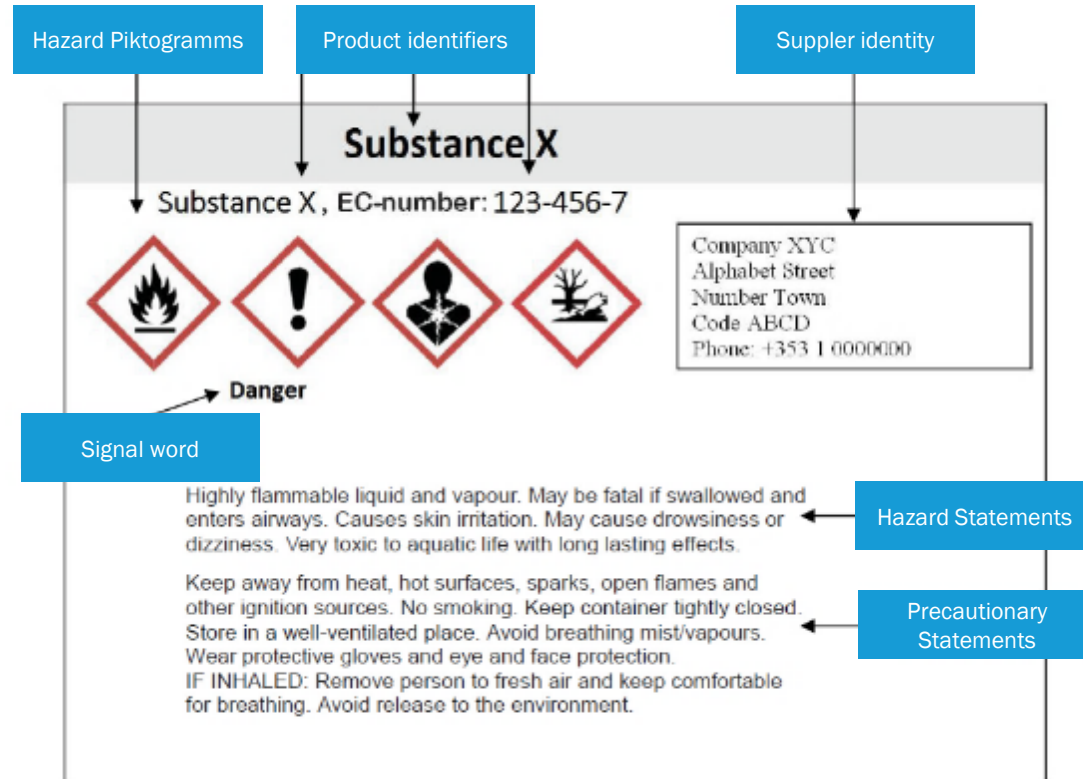 Hazard Piktogramms
Product identifiers
Suppler identity
Substance X
Substance X, EC-number: 123-456-7
Company XYC
Alphabet Street
Number Town
Code ABCD
Phone: +353 1 0000000
Danger
Signal word
Highly flammable liquid and vapour. May be fatal if swallowed and
enters airways. Causes skin irritation. May cause drowsiness or
dizziness. Very toxic to aquatic life with long lasting effects.
Hazard Statements
Keep away from heat, hot surfaces, sparks, open flames and
other ignition sources. No smoking. Keep container tightly closed.
Store in a well-ventilated place. Avoid breathing mist/vapours.
Wear protective gloves and eye and face protection.
IF INHALED: Remove person to fresh air and keep comfortable
for breathing. Avoid release to the environment.
Precautionary
Statements